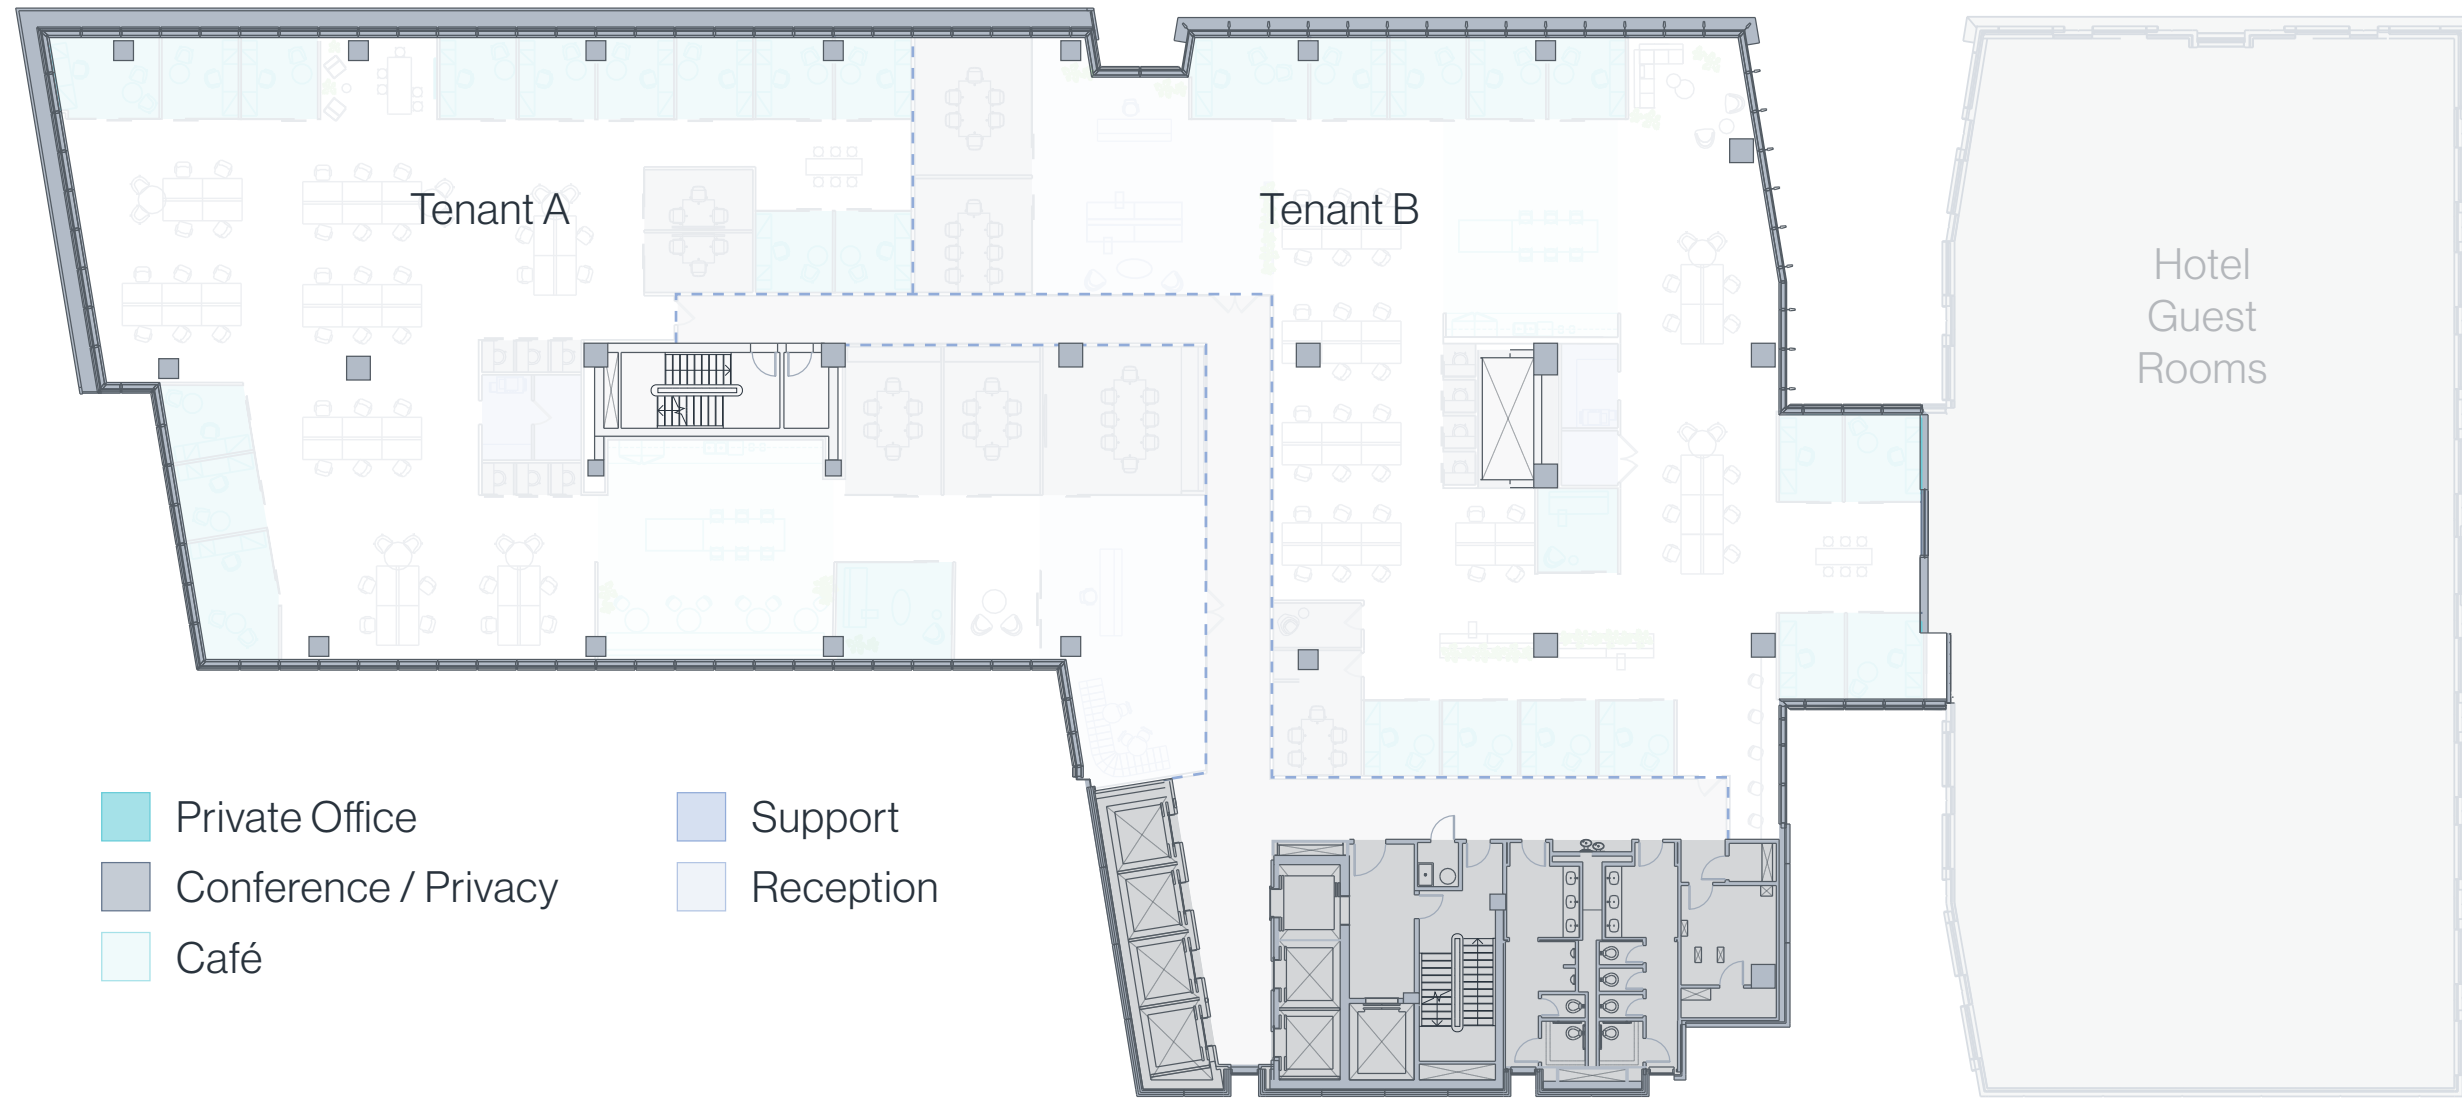 Tenant A
Tenant B
Hotel
Guest
Rooms
Private Office
Conference / Privacy
Café
Support
Reception